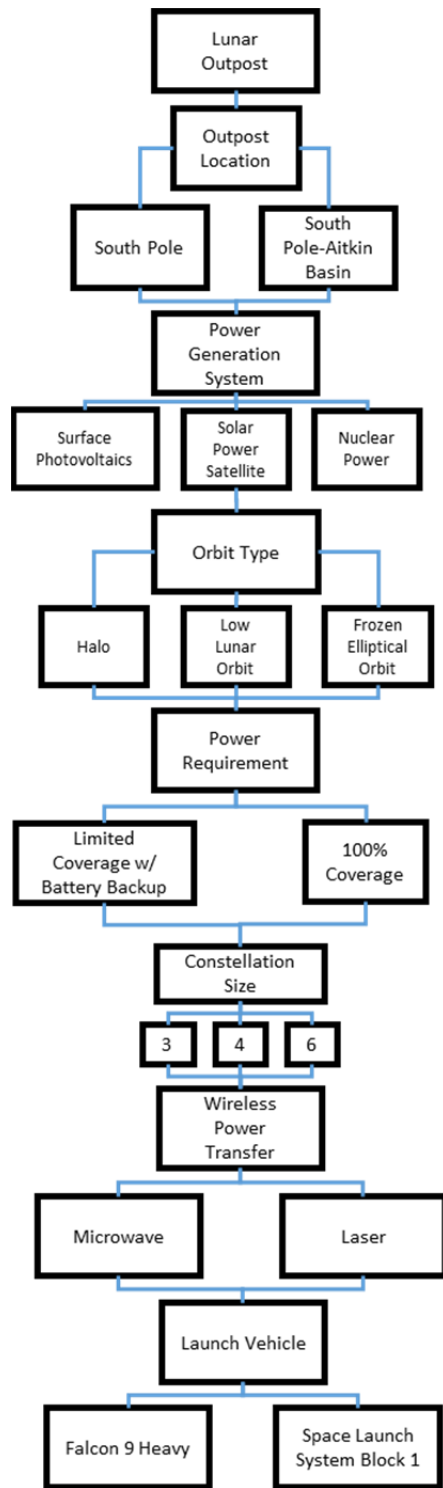 Lunar
Outpost
Outpost
Location
South Pole
South
Pole-Aitkin
Basin
Power
Generation
System
Surface
Photovoltaics
Solar
Power
Satellite
Nuclear
Power
Orbit Type
Halo
Low
Lunar
Orbit
Frozen
Elliptical
Orbit
Power
Requirement
Limited
Coverage w/
Battery Backup
100%
Coverage
Constellation
Size
3
4
6
Wireless
Power
Transfer
Microwave
Laser
Launch Vehicle
Falcon 9 Heavy
Space Launch
System Block 1